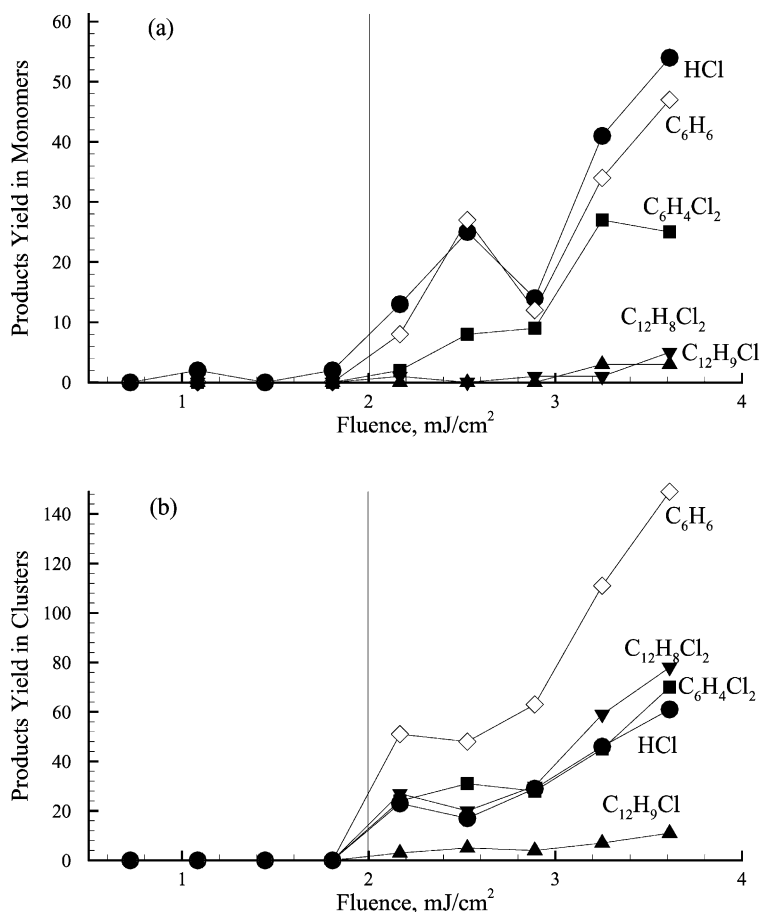 (a)
Products Yield in Monomers
60
50
40
30
20
10
0
HCl
C₆H₆
C₆H₄Cl₂
C₁₂H₈Cl₂
C₁₂H₉Cl
1
2
3
4
Fluence, mJ/cm²
(b)
Products Yield in Clusters
140
120
100
80
60
40
20
0
C₆H₆
C₁₂H₈Cl₂
C₆H₄Cl₂
HCl
C₁₂H₉Cl
1
2
3
4
Fluence, mJ/cm²